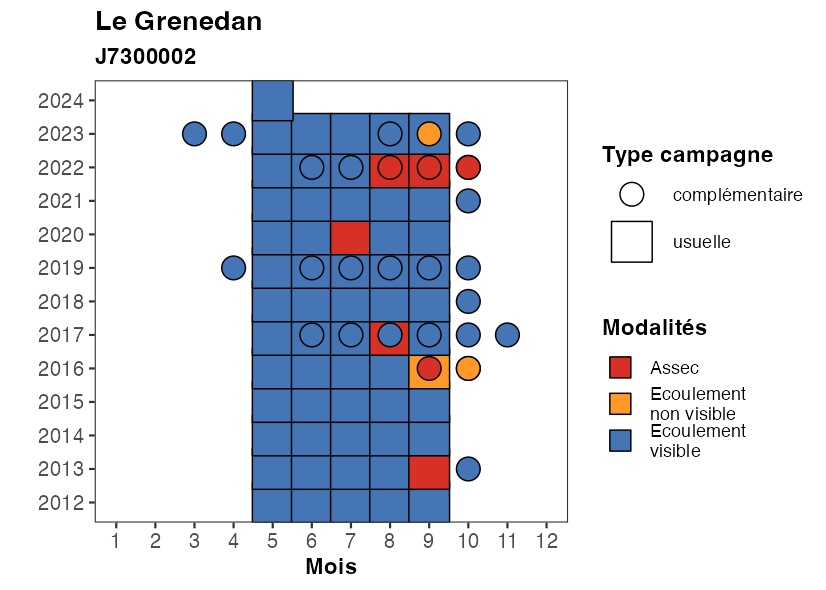 Le Grenedan
J7300002
2024
2023
2022
2021
2020
2019
2018
2017
2016
2015
2014
2013
2012
1 2 3 4 5 6 7 8 9 10 11 12
Mois
Type campagne
complémentaire
usuelle
Modalités
Assec
Ecoulement
non visible
Ecoulement
visible